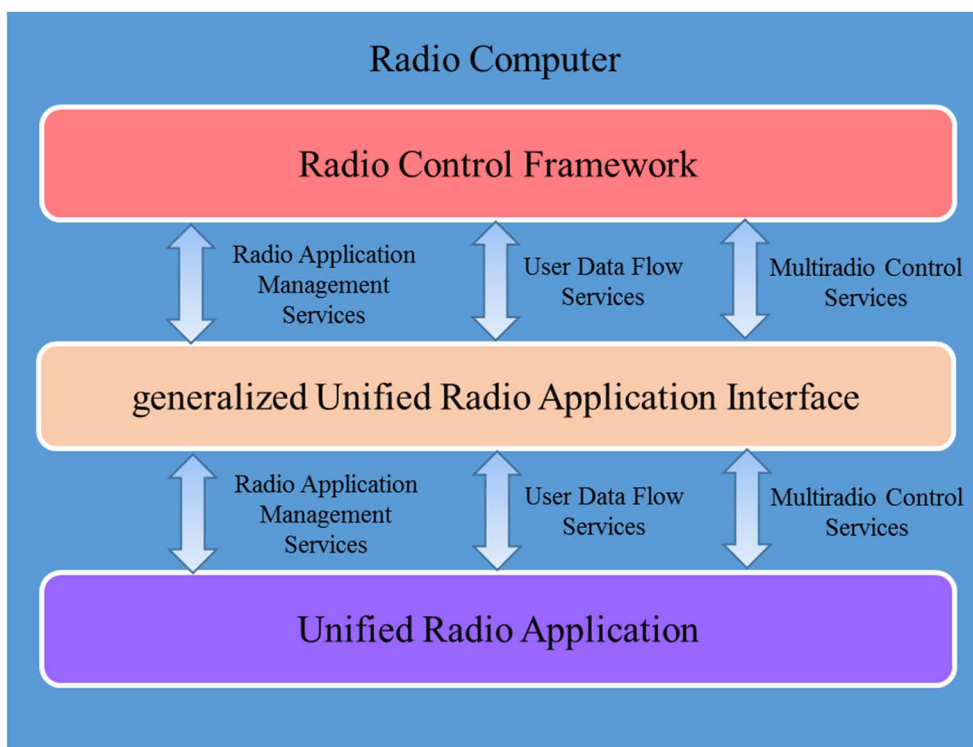 Radio Computer
Radio Control Framework
Radio Application
Management
Services
User Data Flow
Services
Multiradio Control
Services
generalized Unified Radio Application Interface
Radio Application
Management
Services
User Data Flow
Services
Multiradio Control
Services
Unified Radio Application